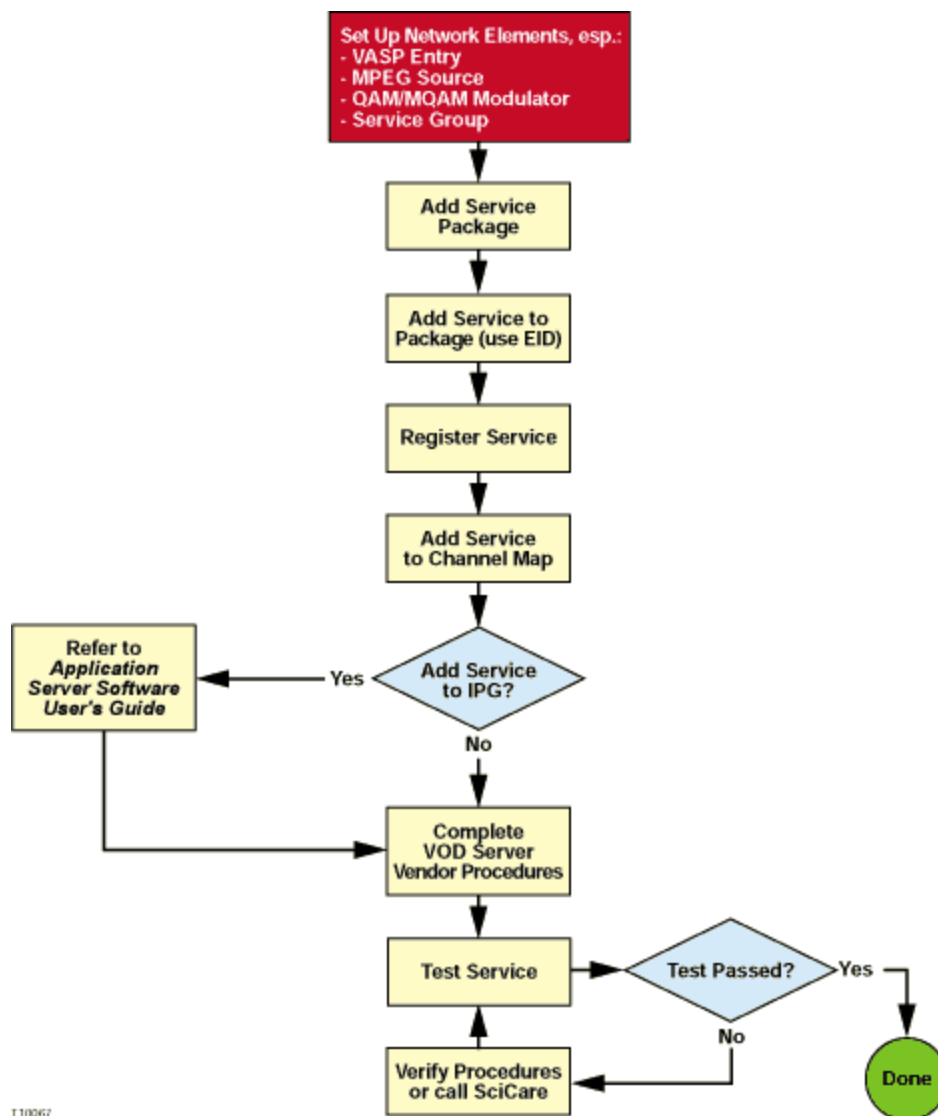 Set Up Network Elements, esp.:
- VASP Entry
- MPEG Source
- QAM/MQAM Modulator
- Service Group
Add Service
Package
Add Service to
Package (use EID)
Register Service
Add Service
to Channel Map
Add Service
to IPG?
Yes
Refer to
Application
Server Software
User's Guide
No
Complete
VOD Server
Vendor Procedures
Test Service
Test Passed?
Yes
No
Verify Procedures
or call SciCare
Done
T10067